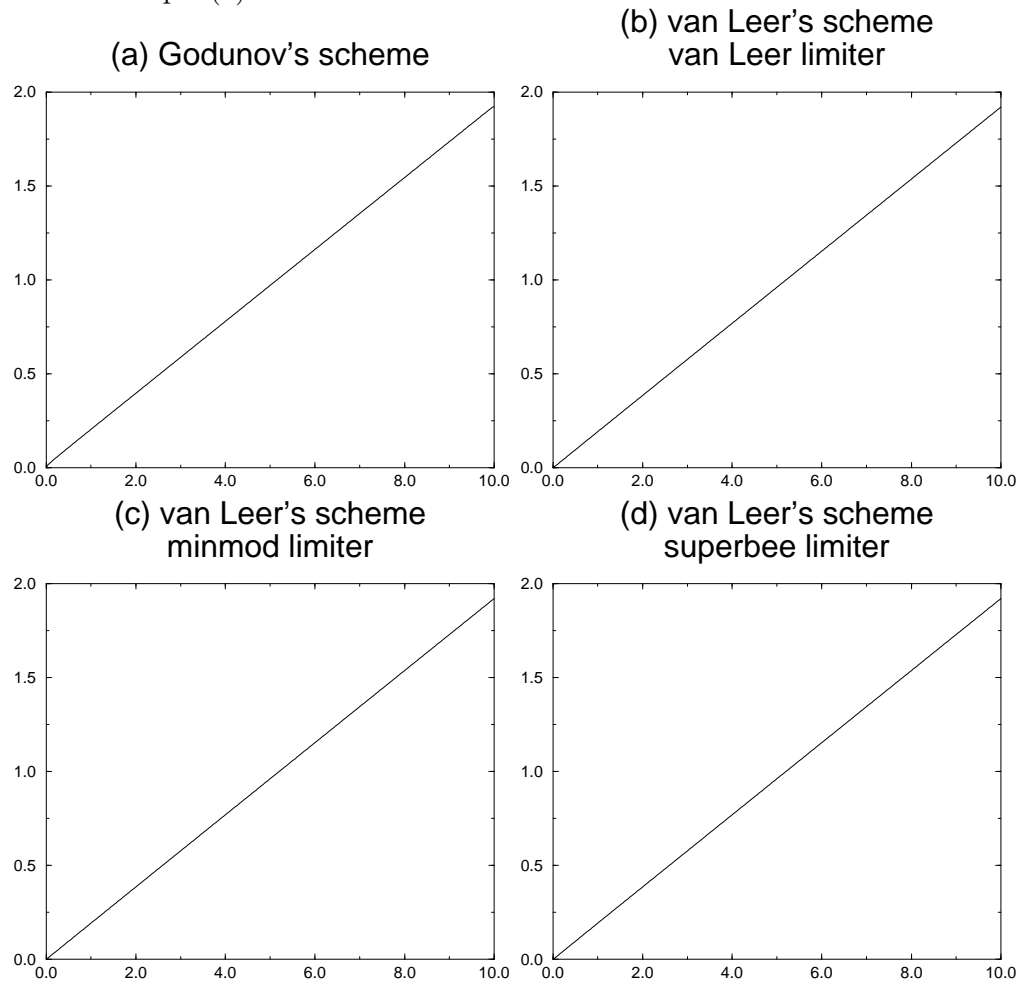 (a) Godunov's scheme
2.0
1.5
1.0
0.5
0.0
0.0 2.0 4.0 6.0 8.0 10.0
(b) van Leer's scheme
van Leer limiter
2.0
1.5
1.0
0.5
0.0
0.0 2.0 4.0 6.0 8.0 10.0
(c) van Leer's scheme
minmod limiter
2.0
1.5
1.0
0.5
0.0
0.0 2.0 4.0 6.0 8.0 10.0
(d) van Leer's scheme
superbee limiter
2.0
1.5
1.0
0.5
0.0
0.0 2.0 4.0 6.0 8.0 10.0